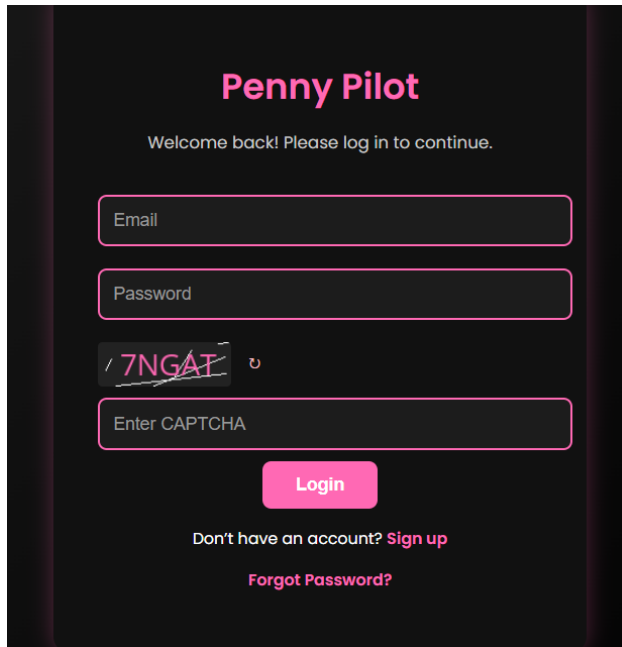 Penny Pilot
Welcome back! Please log in to continue.
Email
Password
7NGAT
Enter CAPTCHA
Login
Don’t have an account? Sign up
Forgot Password?